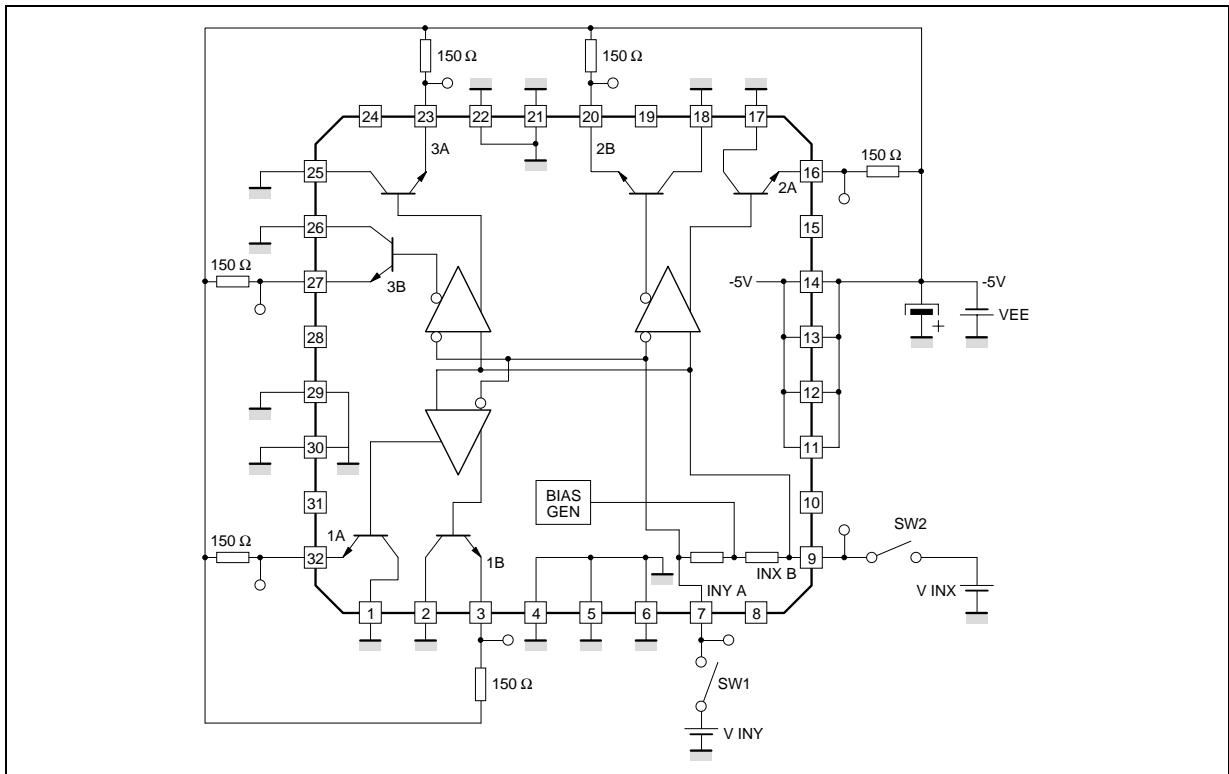 150 Ω
150 Ω
24
23
22
21
20
19
18
17
3A
2B
25
16
150 Ω
2A
26
15
150 Ω
27
3B
-5V
14
-5V
VEE
+
28
13
29
12
30
11
31
BIAS
GEN
10
150 Ω
1A
SW2
32
1B
9
INY A
INX B
V INX
1
2
3
4
5
6
7
8
150 Ω
SW1
V INY